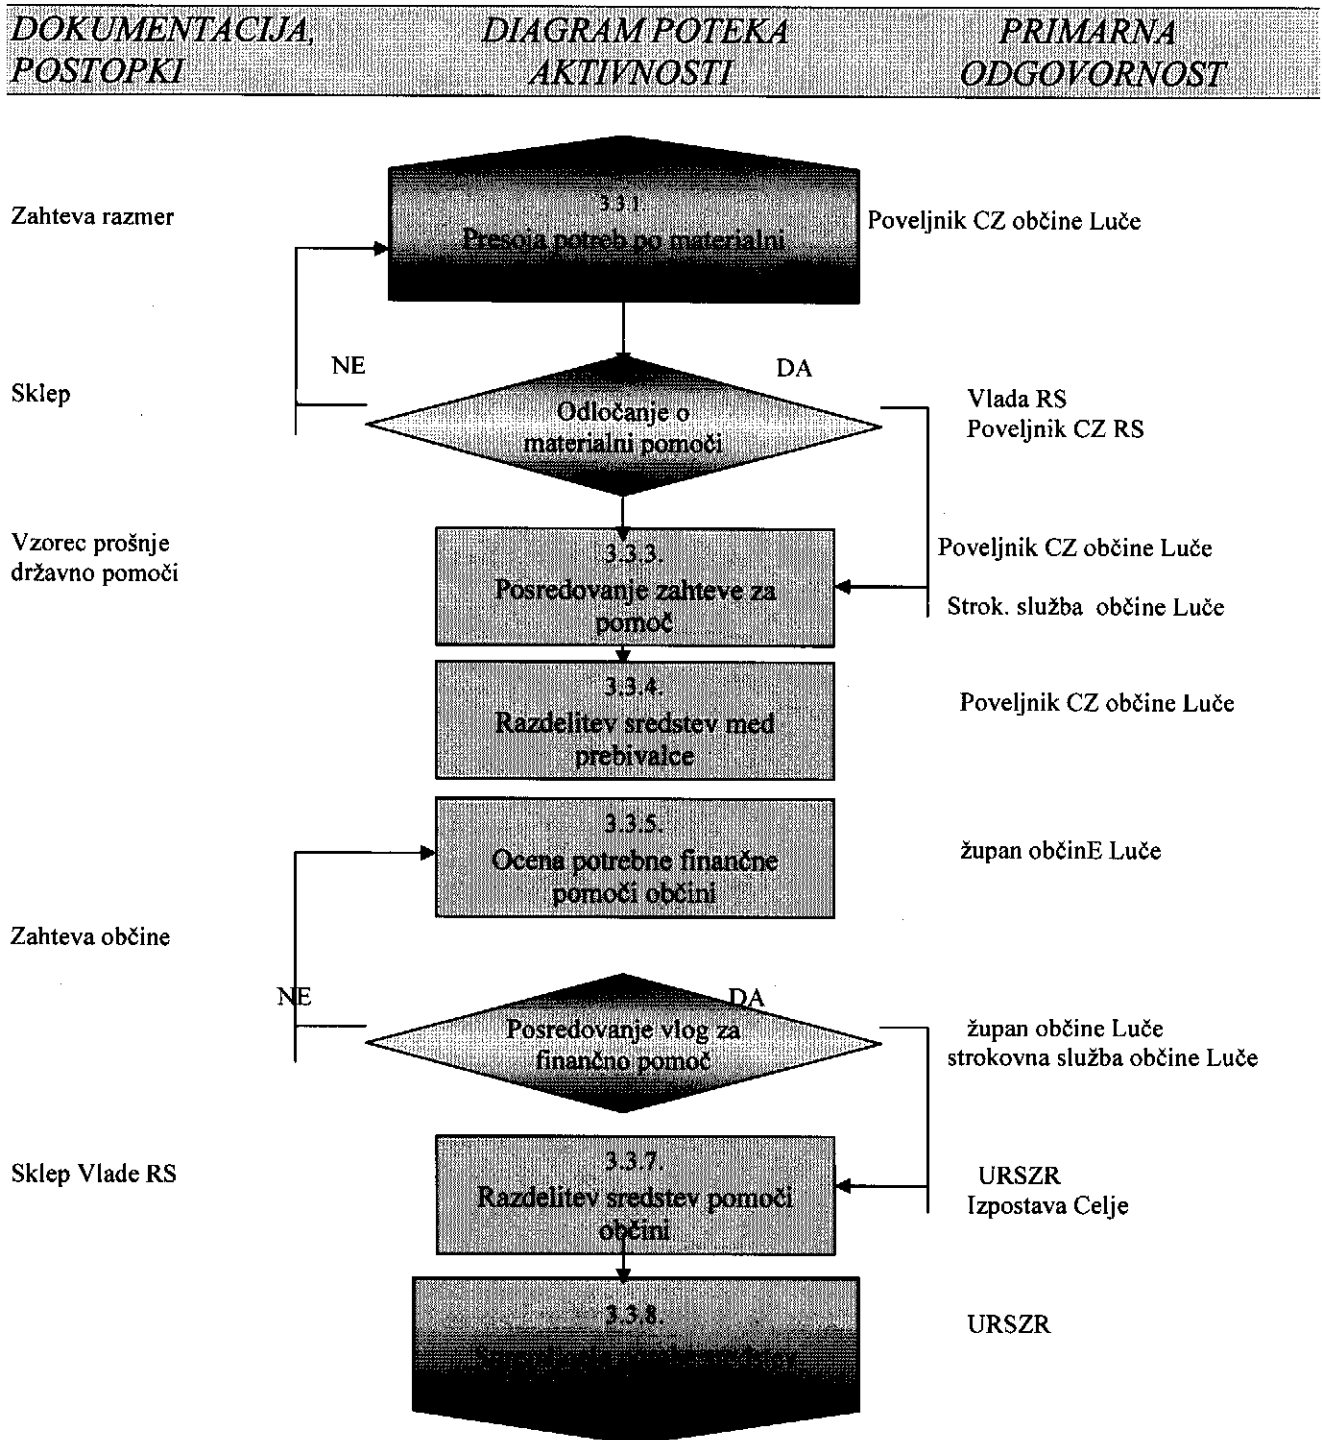 DOKUMENTACIJA,
POSTOPKI
DIAGRAM POTEKA
AKTIVNOSTI
PRIMARNA
ODGOVORNOST
Zahteva razmer
3.3.1.
Presoja potreb po materialni
Poveljnik CZ občine Luče
NE
DA
Sklep
Odločanje o
materialni pomoči
Vlada RS
Poveljnik CZ RS
Vzorec prošnje
državno pomoči
3.3.3.
Posredovanje zahteve za
pomoč
Poveljnik CZ občine Luče
Strok. služba občine Luče
3.3.4.
Razdelitev sredstev med
prebivalce
Poveljnik CZ občine Luče
3.3.5.
Ocena potrebne finančne
pomoči občini
župan občinE Luče
Zahteva občine
NE
DA
Posredovanje vlog za
finančno pomoč
župan občine Luče
strokovna služba občine Luče
Sklep Vlade RS
3.3.7.
Razdelitev sredstev pomoči
občini
URSZR
Izpostava Celje
3.3.8.
URSZR